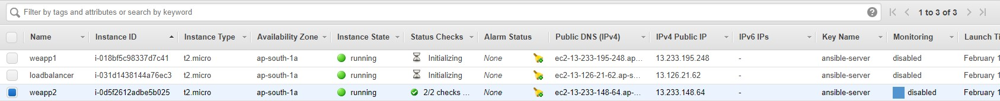 Filter by tags and attributes or search by keyword ? 1 to 3 of 3
Name Instance ID Instance Type Availability Zone Instance State Status Checks Alarm Status Public DNS (IPv4) IPv4 Public IP IPv6 IPs Key Name Monitoring Launch Ti
weapp1 i-018bf5c98337d7c41 t2.micro ap-south-1a running Initializing None ec2-13-233-195-248.ap... 13.233.195.248 - ansible-server disabled February 1
loadbalancer i-031d1438144a76ec3 t2.micro ap-south-1a running Initializing None ec2-13-126-21-62.ap-s... 13.126.21.62 - ansible-server disabled February 1
weapp2 i-0d5f2612adbe5b025 t2.micro ap-south-1a running 2/2 checks ... None ec2-13-233-148-64.ap-... 13.233.148.64 - ansible-server disabled February 1